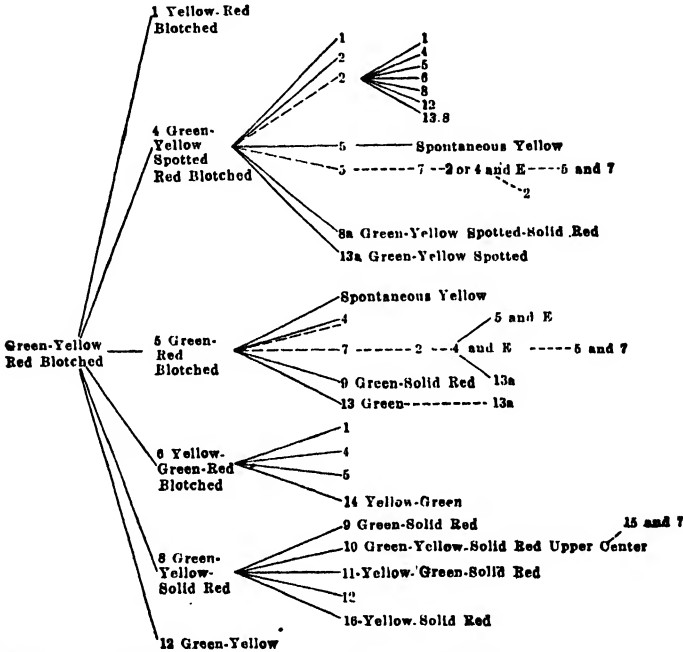 1 Yellow-Red
Blotched
1
2
2
1
4
5
6
8
12
13.8
4 Green-
Yellow
Spotted
Red Blotched
5
Spontaneous Yellow
5
7
2 or 4 and E
5 and 7
2
8a Green-Yellow Spotted-Solid Red
13a Green-Yellow Spotted
Green-Yellow
Red Blotched
5 Green-
Red
Blotched
Spontaneous Yellow
4
5 and E
7
2
4 and E
5 and 7
9 Green-Solid Red
13a
13 Green
13a
6 Yellow-
Green-Red
Blotched
1
4
5
14 Yellow-Green
8 Green-
Yellow-
Solid Red
9 Green-Solid Red
15 and 7
10 Green-Yellow-Solid Red Upper Center
11-Yellow-Green-Solid Red
12
16-Yellow-Solid Red
12 Green-Yellow